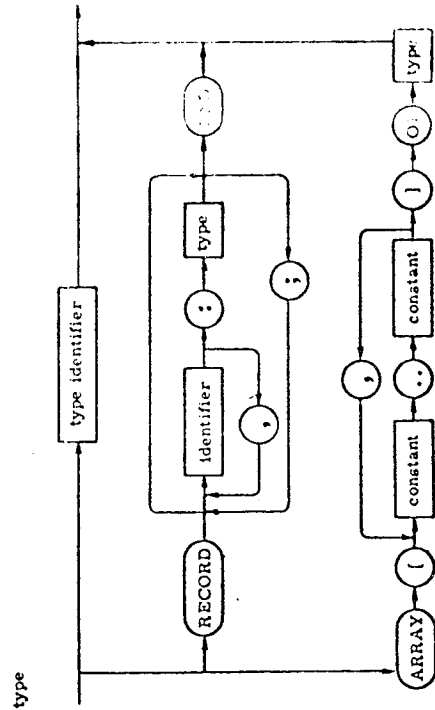 type
type identifier
RECORD
identifier
,
:
type
;
ARRAY
constant
..
constant
,
type